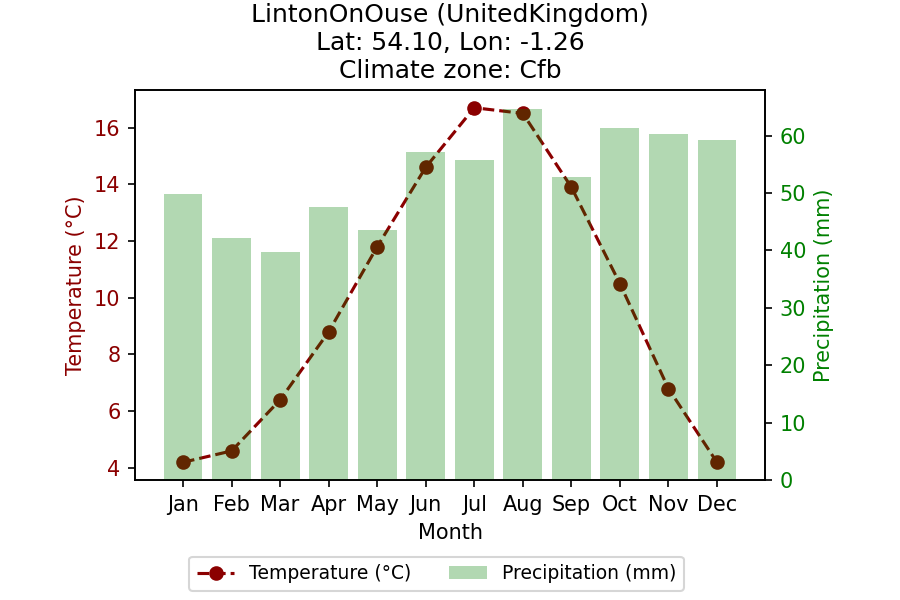 LintonOnOuse (UnitedKingdom)
Lat: 54.10, Lon: -1.26
Climate zone: Cfb
Temperature (°C)
16
14
12
10
8
6
4
60
50
40
30
20
10
0
Precipitation (mm)
Jan Feb Mar Apr May Jun Jul Aug Sep Oct Nov Dec
Month
Temperature (°C) Precipitation (mm)